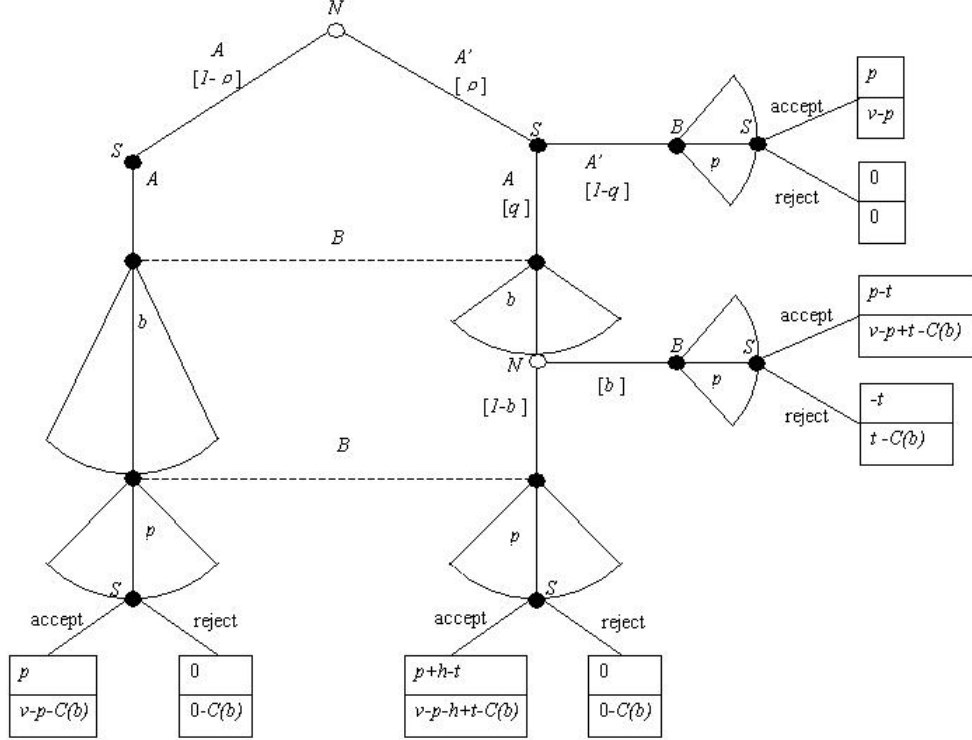 N
A
[1-ρ]
A'
[ρ]
S
A
S
A'
[1-q]
A
[q]
B
p
S
accept
reject
p
v-p
0
0
B
b
b
N
[1-b]
[b]
B
p
S
accept
reject
p-t
v-p+t-C(b)
-t
t-C(b)
B
p
S
accept
reject
p
v-p-C(b)
0
0-C(b)
p
S
accept
reject
p+h-t
v-p-h+t-C(b)
0
0-C(b)